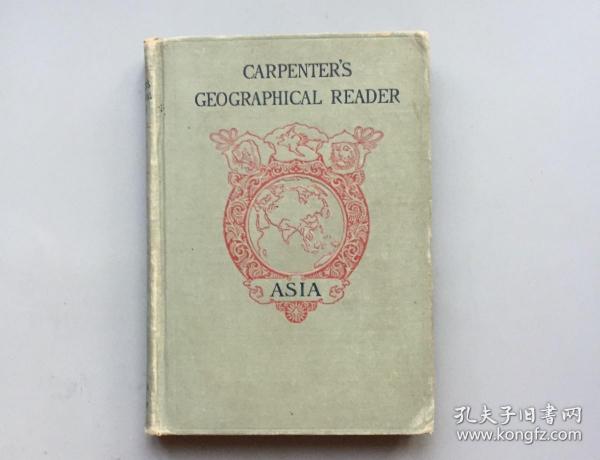 CARPENTER'S
GEOGRAPHICAL READER
ASIA
孔夫子旧书网
www.kongfz.com